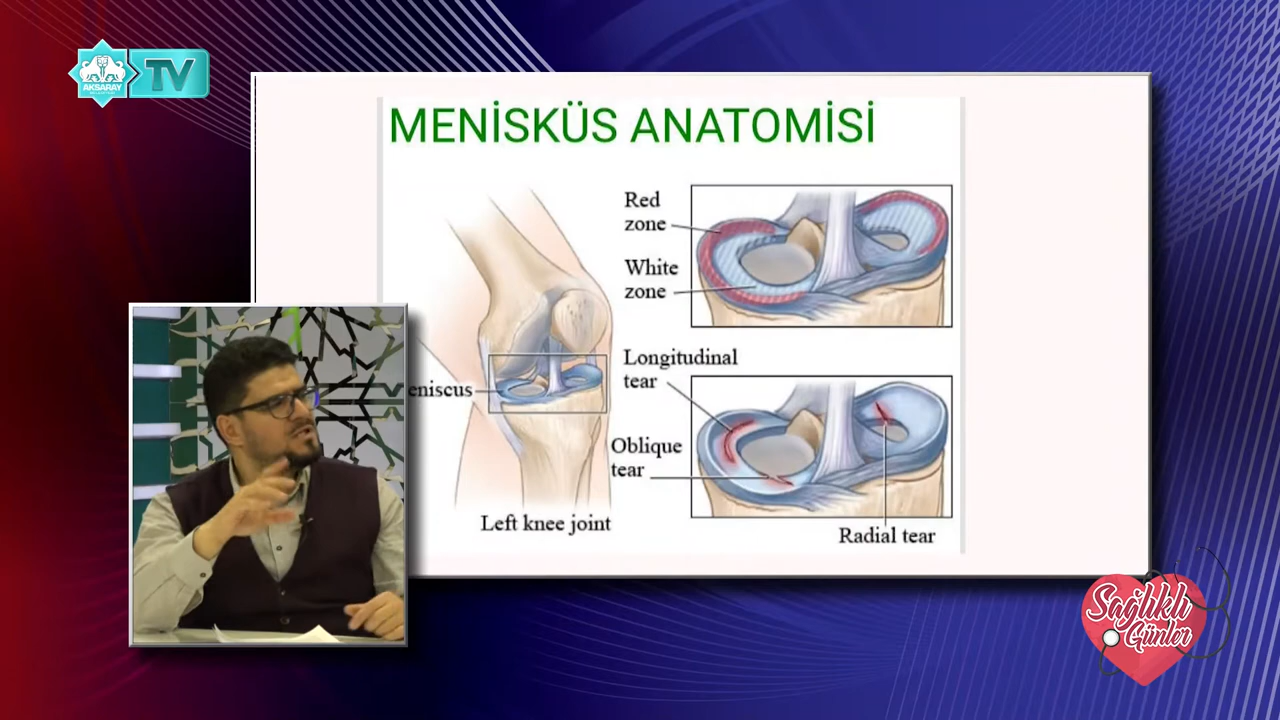 AKSARAY
TV
MENİSKÜS ANATOMİSİ
Red
zone
White
zone
Longitudinal
tear
eniscus
Oblique
tear
Left knee joint
Radial tear
Sağlıklı
Günler